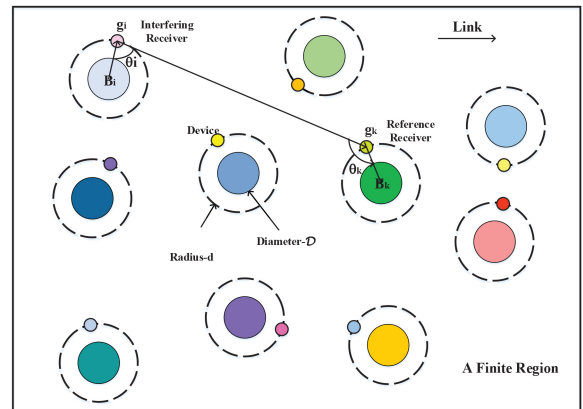 gi
Interfering
Receiver
θi
Bi
Link
Device
gk
Reference
Receiver
θk
Bk
Diameter-𝒟
Radius-d
A Finite Region